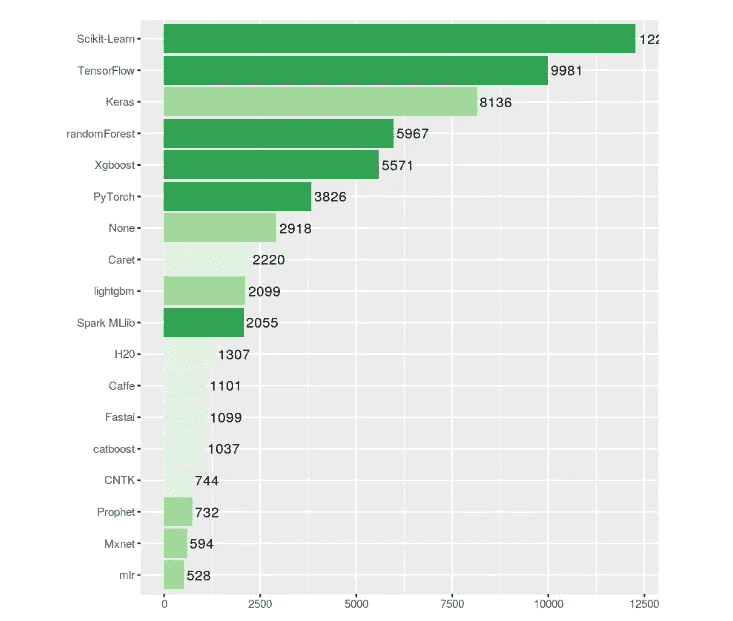 Scikit-Learn 122
TensorFlow 9981
Keras 8136
randomForest 5967
Xgboost 5571
PyTorch 3826
None 2918
Caret 2220
lightgbm 2099
Spark MLlib 2055
H20 1307
Caffe 1101
Fastai 1099
catboost 1037
CNTK 744
Prophet 732
Mxnet 594
mlr 528
0 2500 5000 7500 10000 12500